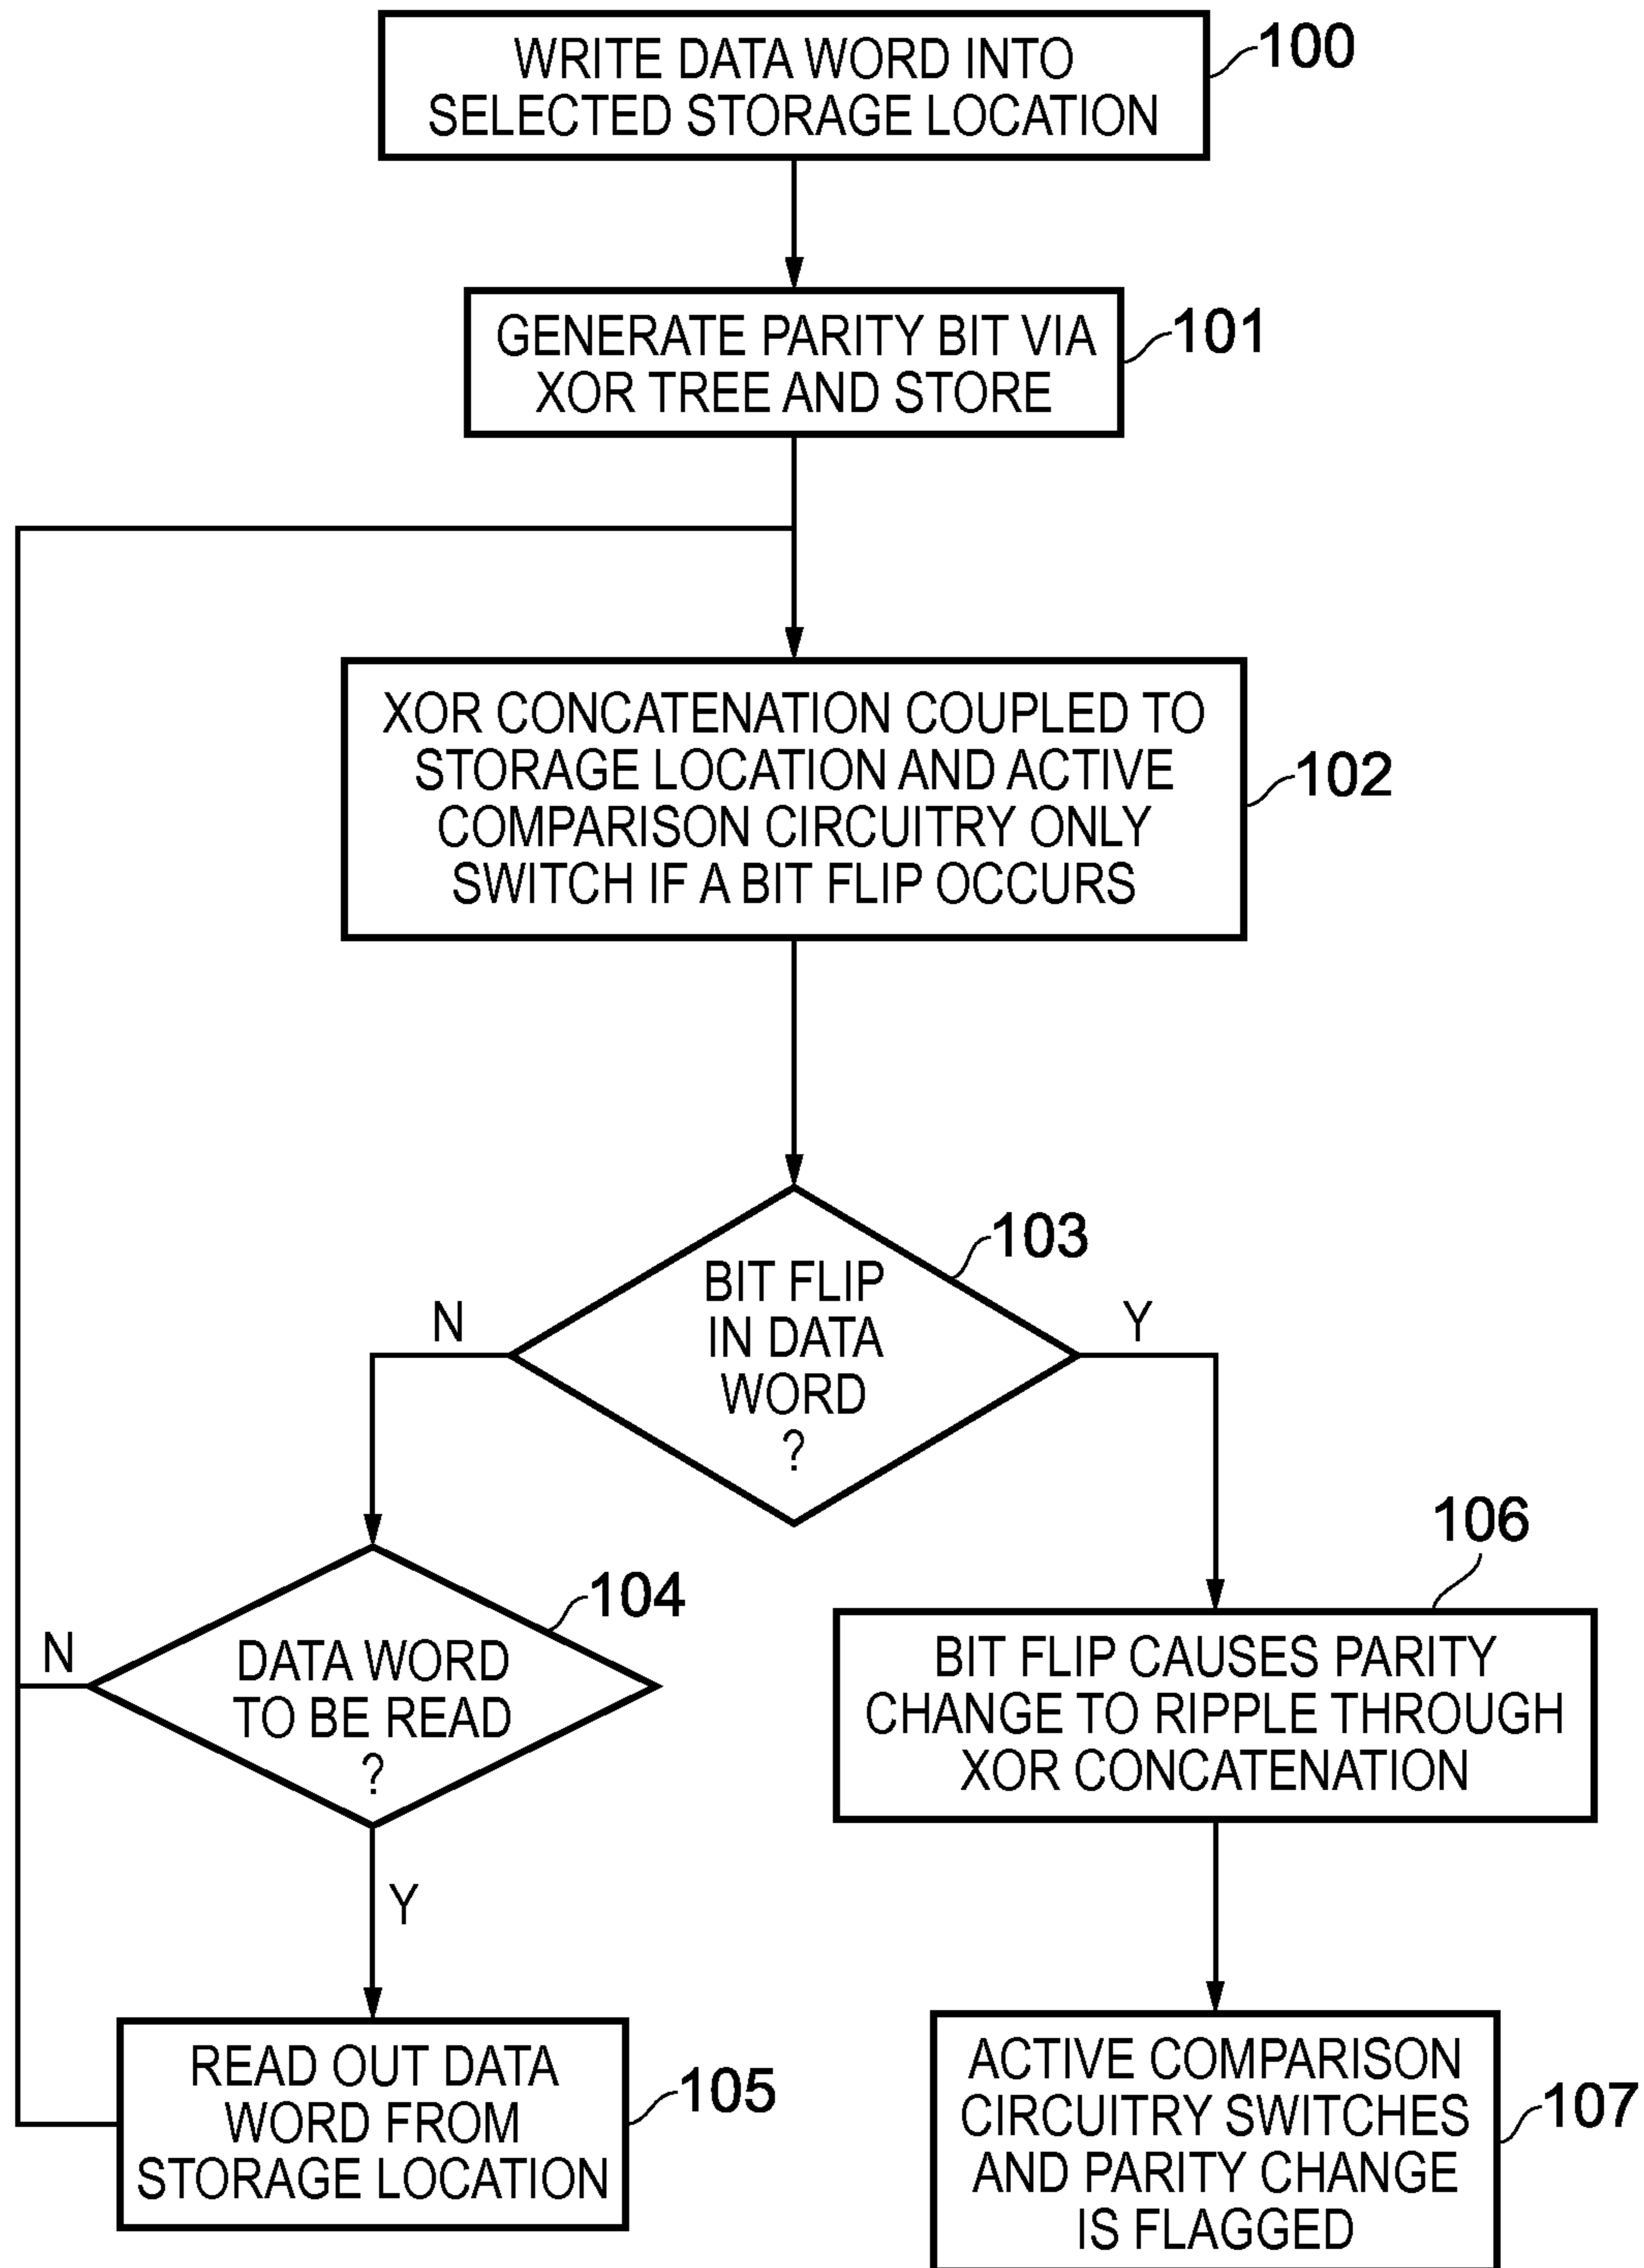 WRITE DATA WORD INTO
SELECTED STORAGE LOCATION
100
GENERATE PARITY BIT VIA
XOR TREE AND STORE
101
XOR CONCATENATION COUPLED TO
STORAGE LOCATION AND ACTIVE
COMPARISON CIRCUITRY ONLY
SWITCH IF A BIT FLIP OCCURS
102
BIT FLIP
IN DATA
WORD
?
103
N
Y
DATA WORD
TO BE READ
?
104
N
Y
READ OUT DATA
WORD FROM
STORAGE LOCATION
105
106
BIT FLIP CAUSES PARITY
CHANGE TO RIPPLE THROUGH
XOR CONCATENATION
ACTIVE COMPARISON
CIRCUITRY SWITCHES
AND PARITY CHANGE
IS FLAGGED
107